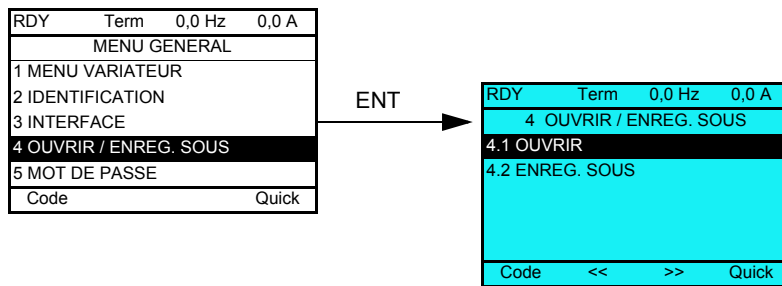 RDY Term 0,0 Hz 0,0 A
MENU GENERAL
1 MENU VARIATEUR
2 IDENTIFICATION
3 INTERFACE
4 OUVRIR / ENREG. SOUS
5 MOT DE PASSE
Code Quick
ENT
RDY Term 0,0 Hz 0,0 A
4 OUVRIR / ENREG. SOUS
4.1 OUVRIR
4.2 ENREG. SOUS
Code << >> Quick